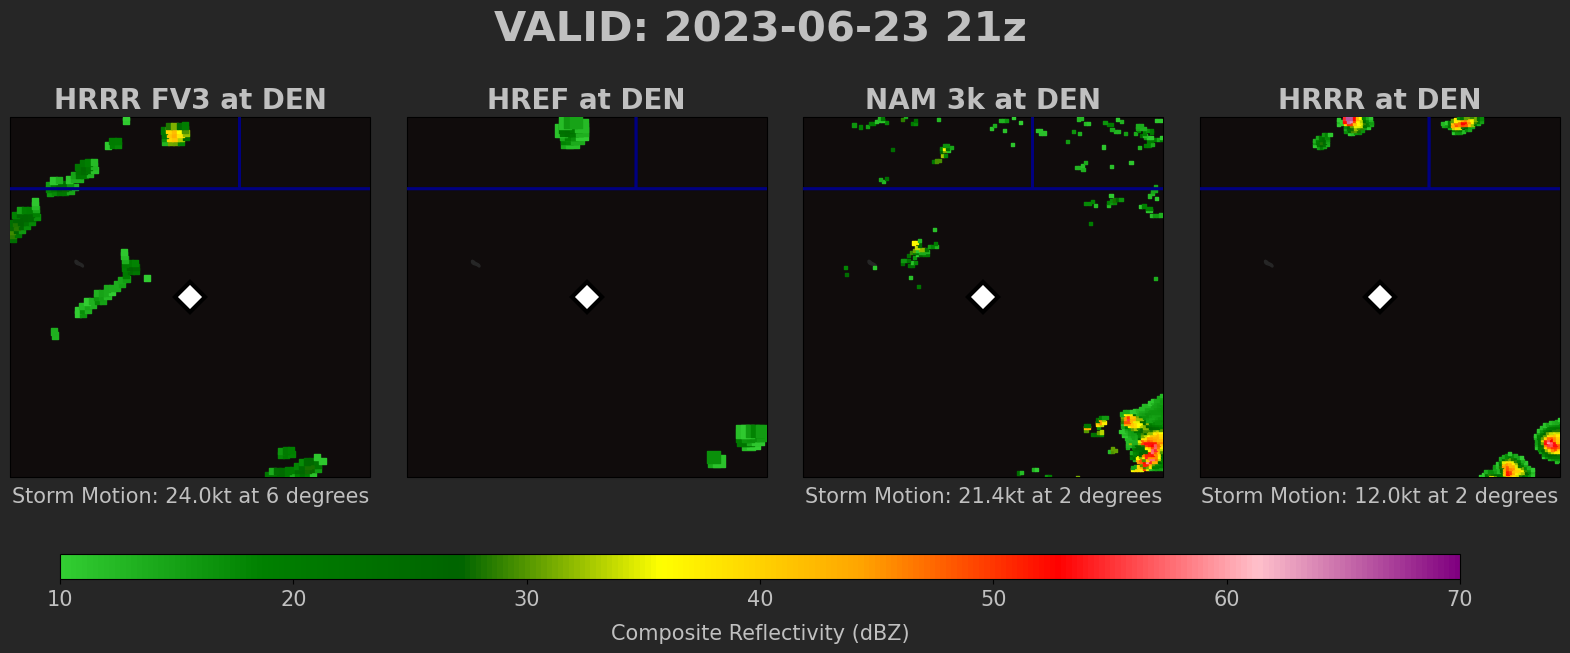 VALID: 2023-06-23 21z
HRRR FV3 at DEN
HREF at DEN
NAM 3k at DEN
HRRR at DEN
Storm Motion: 24.0kt at 6 degrees
Storm Motion: 21.4kt at 2 degrees
Storm Motion: 12.0kt at 2 degrees
10 20 30 40 50 60 70
Composite Reflectivity (dBZ)